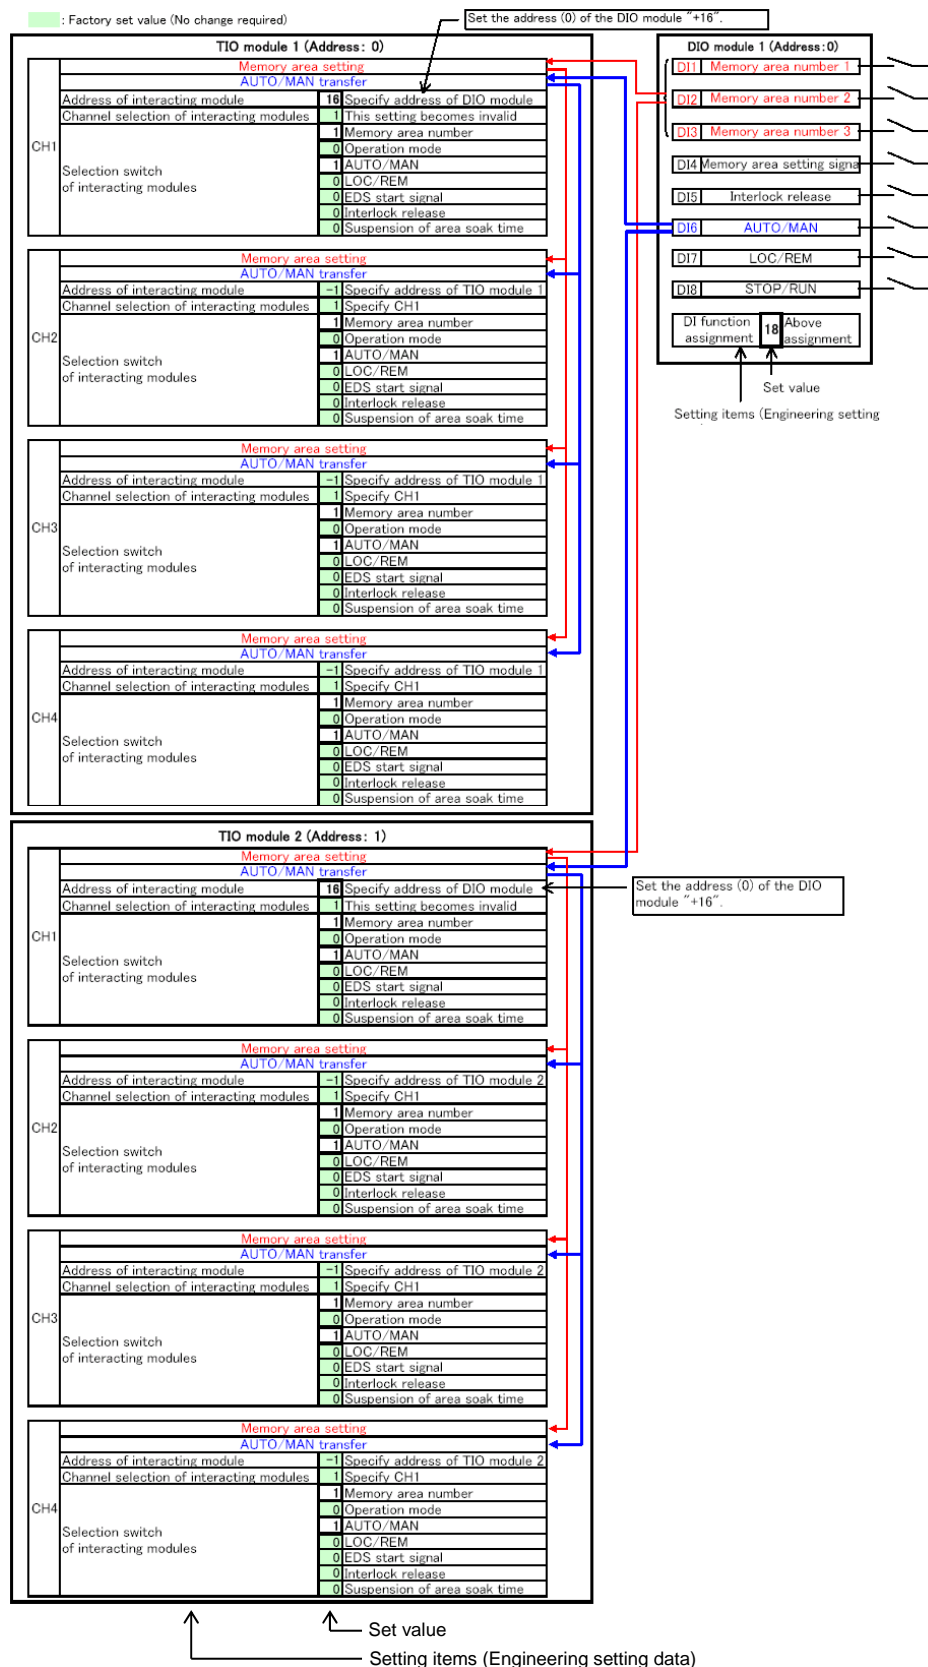 : Factory set value (No change required)
Set the address (0) of the DIO module "+16".
TIO module 1 (Address: 0)
Memory area setting
AUTO/MAN transfer
CH1
Address of interacting module 16 Specify address of DIO module
Channel selection of interacting modules 1 This setting becomes invalid
Selection switch
of interacting modules
1 Memory area number
0 Operation mode
1 AUTO/MAN
0 LOC/REM
0 EDS start signal
0 Interlock release
0 Suspension of area soak time
Memory area setting
AUTO/MAN transfer
CH2
Address of interacting module -1 Specify address of TIO module 1
Channel selection of interacting modules 1 Specify CH1
Selection switch
of interacting modules
1 Memory area number
0 Operation mode
1 AUTO/MAN
0 LOC/REM
0 EDS start signal
0 Interlock release
0 Suspension of area soak time
Memory area setting
AUTO/MAN transfer
CH3
Address of interacting module -1 Specify address of TIO module 1
Channel selection of interacting modules 1 Specify CH1
Selection switch
of interacting modules
1 Memory area number
0 Operation mode
1 AUTO/MAN
0 LOC/REM
0 EDS start signal
0 Interlock release
0 Suspension of area soak time
Memory area setting
AUTO/MAN transfer
CH4
Address of interacting module -1 Specify address of TIO module 1
Channel selection of interacting modules 1 Specify CH1
Selection switch
of interacting modules
1 Memory area number
0 Operation mode
1 AUTO/MAN
0 LOC/REM
0 EDS start signal
0 Interlock release
0 Suspension of area soak time
DIO module 1 (Address:0)
DI1 Memory area number 1
DI2 Memory area number 2
DI3 Memory area number 3
DI4 Memory area setting signa
DI5 Interlock release
DI6 AUTO/MAN
DI7 LOC/REM
DI8 STOP/RUN
DI function
assignment
18
Above
assignment
Set value
Setting items (Engineering setting
TIO module 2 (Address: 1)
Memory area setting
AUTO/MAN transfer
CH1
Address of interacting module 16 Specify address of DIO module
Channel selection of interacting modules 1 This setting becomes invalid
Selection switch
of interacting modules
1 Memory area number
0 Operation mode
1 AUTO/MAN
0 LOC/REM
0 EDS start signal
0 Interlock release
0 Suspension of area soak time
Set the address (0) of the DIO
module "+16".
Memory area setting
AUTO/MAN transfer
CH2
Address of interacting module -1 Specify address of TIO module 2
Channel selection of interacting modules 1 Specify CH1
Selection switch
of interacting modules
1 Memory area number
0 Operation mode
1 AUTO/MAN
0 LOC/REM
0 EDS start signal
0 Interlock release
0 Suspension of area soak time
Memory area setting
AUTO/MAN transfer
CH3
Address of interacting module -1 Specify address of TIO module 2
Channel selection of interacting modules 1 Specify CH1
Selection switch
of interacting modules
1 Memory area number
0 Operation mode
1 AUTO/MAN
0 LOC/REM
0 EDS start signal
0 Interlock release
0 Suspension of area soak time
Memory area setting
AUTO/MAN transfer
CH4
Address of interacting module -1 Specify address of TIO module 2
Channel selection of interacting modules 1 Specify CH1
Selection switch
of interacting modules
1 Memory area number
0 Operation mode
1 AUTO/MAN
0 LOC/REM
0 EDS start signal
0 Interlock release
0 Suspension of area soak time
Set value
Setting items (Engineering setting data)